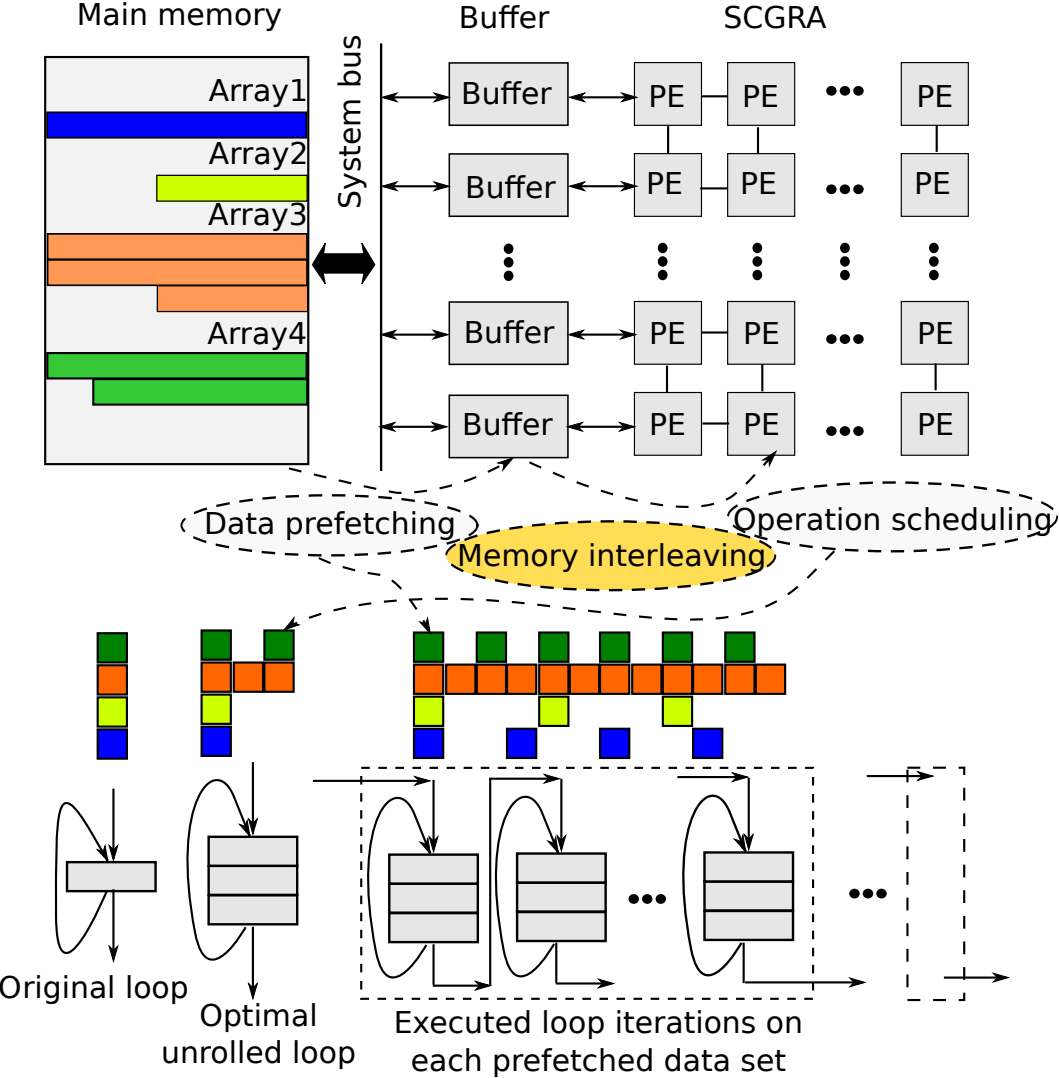 Main memory
Buffer
SCGRA
Array1
Array2
Array3
Array4
System bus
Buffer
PE
PE
PE
Buffer
PE
PE
PE
Buffer
PE
PE
PE
Buffer
PE
PE
PE
Data prefetching
Memory interleaving
Operation scheduling
Original loop
Optimal
unrolled loop
Executed loop iterations on
each prefetched data set